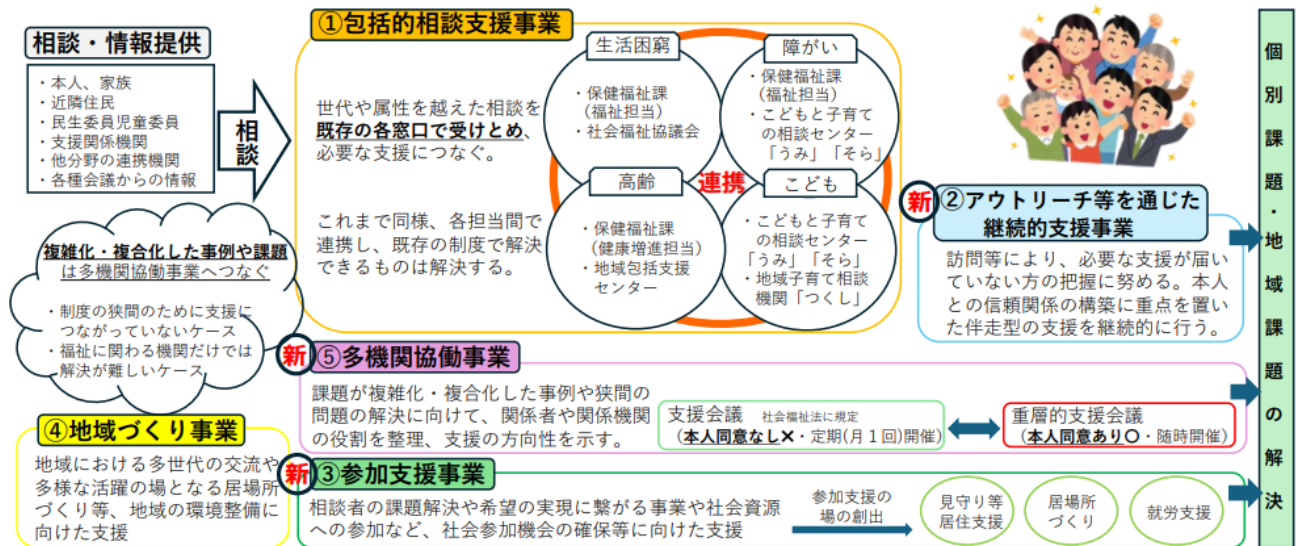 相談・情報提供
・本人、家族
・近隣住民
・民生委員児童委員
・支援関係機関
・他分野の連携機関
・各種会議からの情報
相談
①包括的相談支援事業
世代や属性を越えた相談を
既存の各窓口で受けとめ、
必要な支援につなぐ。
これまで同様、各担当間で
連携し、既存の制度で解決
できるものは解決する。
生活困窮
・保健福祉課
(福祉担当)
・社会福祉協議会
障がい
・保健福祉課
(福祉担当)
・こどもと子育て
の相談センター
「うみ」「そら」
連携
高齢
・保健福祉課
(健康増進担当)
・地域包括支援
センター
こども
・こどもと子育て
の相談センター
「うみ」「そら」
・地域子育て相談
機関「つくし」
新
②アウトリーチ等を通じた
継続的支援事業
訪問等により、必要な支援が届い
ていない方の把握に努める。本人
との信頼関係の構築に重点を置い
た伴走型の支援を継続的に行う。
複雑化・複合化した事例や課題
は多機関協働事業へつなぐ
・制度の狭間のために支援に
つながっていないケース
・福祉に関わる機関だけでは
解決が難しいケース
新
⑤多機関協働事業
課題が複雑化・複合化した事例や狭間の
問題の解決に向けて、関係者や関係機関
の役割を整理、支援の方向性を示す。
支援会議 社会福祉法に規定
(本人同意なし✕・定期(月１回)開催)
重層的支援会議
(本人同意あり〇・随時開催)
④地域づくり事業
地域における多世代の交流や
多様な活躍の場となる居場所
づくり等、地域の環境整備に
向けた支援
新
③参加支援事業
相談者の課題解決や希望の実現に繋がる事業や社会資源
への参加など、社会参加機会の確保等に向けた支援
参加支援の
場の創出
見守り等
居住支援
居場所
づくり
就労支援
個別課題・地域課題の解決